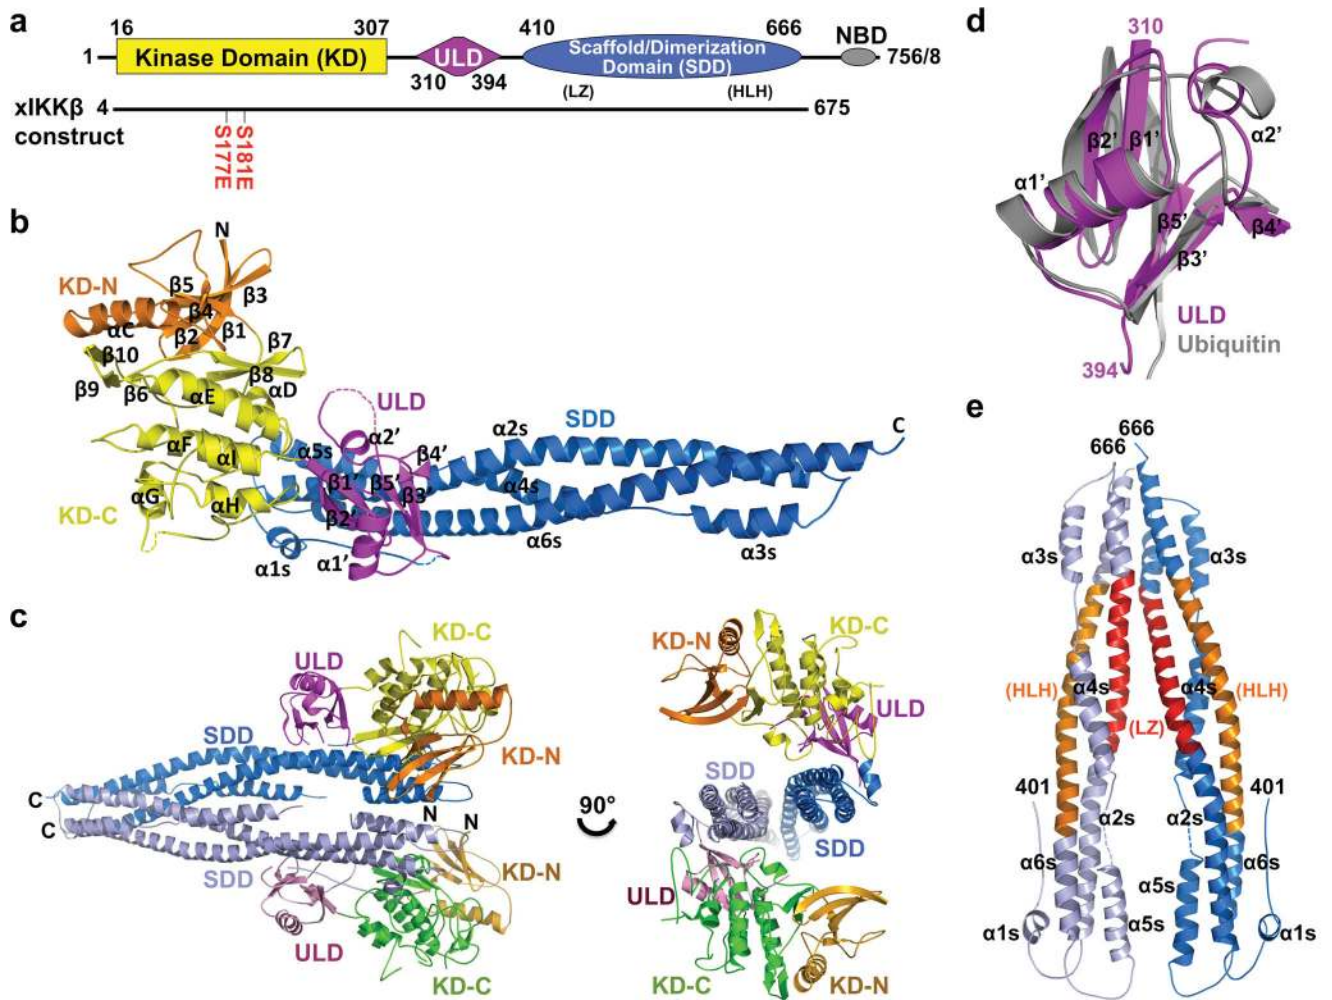 a
16
307
410
666
NBD
1
Kinase Domain (KD)
ULD
Scaffold/Dimerization
Domain (SDD)
756/8
310
394
(LZ)
(HLH)
xIKKβ 4
675
construct
S177E
S181E
b
N
KD-N
β5
β3
β4
αC
β2
β1
β10
β7
β9
β6
β8
αE
αD
ULD
SDD
C
αF
αI
α5s
α2'
α2s
β4'
β1'
β5'
β3'
α4s
αG
αH
β2'
KD-C
α6s
α3s
α1s
α1'
c
KD-C
ULD
SDD
KD-N
C
N
N
C
SDD
KD-N
ULD
KD-C
90°
KD-N
KD-C
ULD
SDD
SDD
ULD
KD-C
KD-N
d
310
β2'
β1'
α2'
α1'
β5'
β4'
β3'
ULD
Ubiquitin
394
e
666
666
α3s
α3s
(HLH)
α4s
α4s
(HLH)
(LZ)
401
401
α2s
α2s
α6s
α6s
α5s
α5s
α1s
α1s